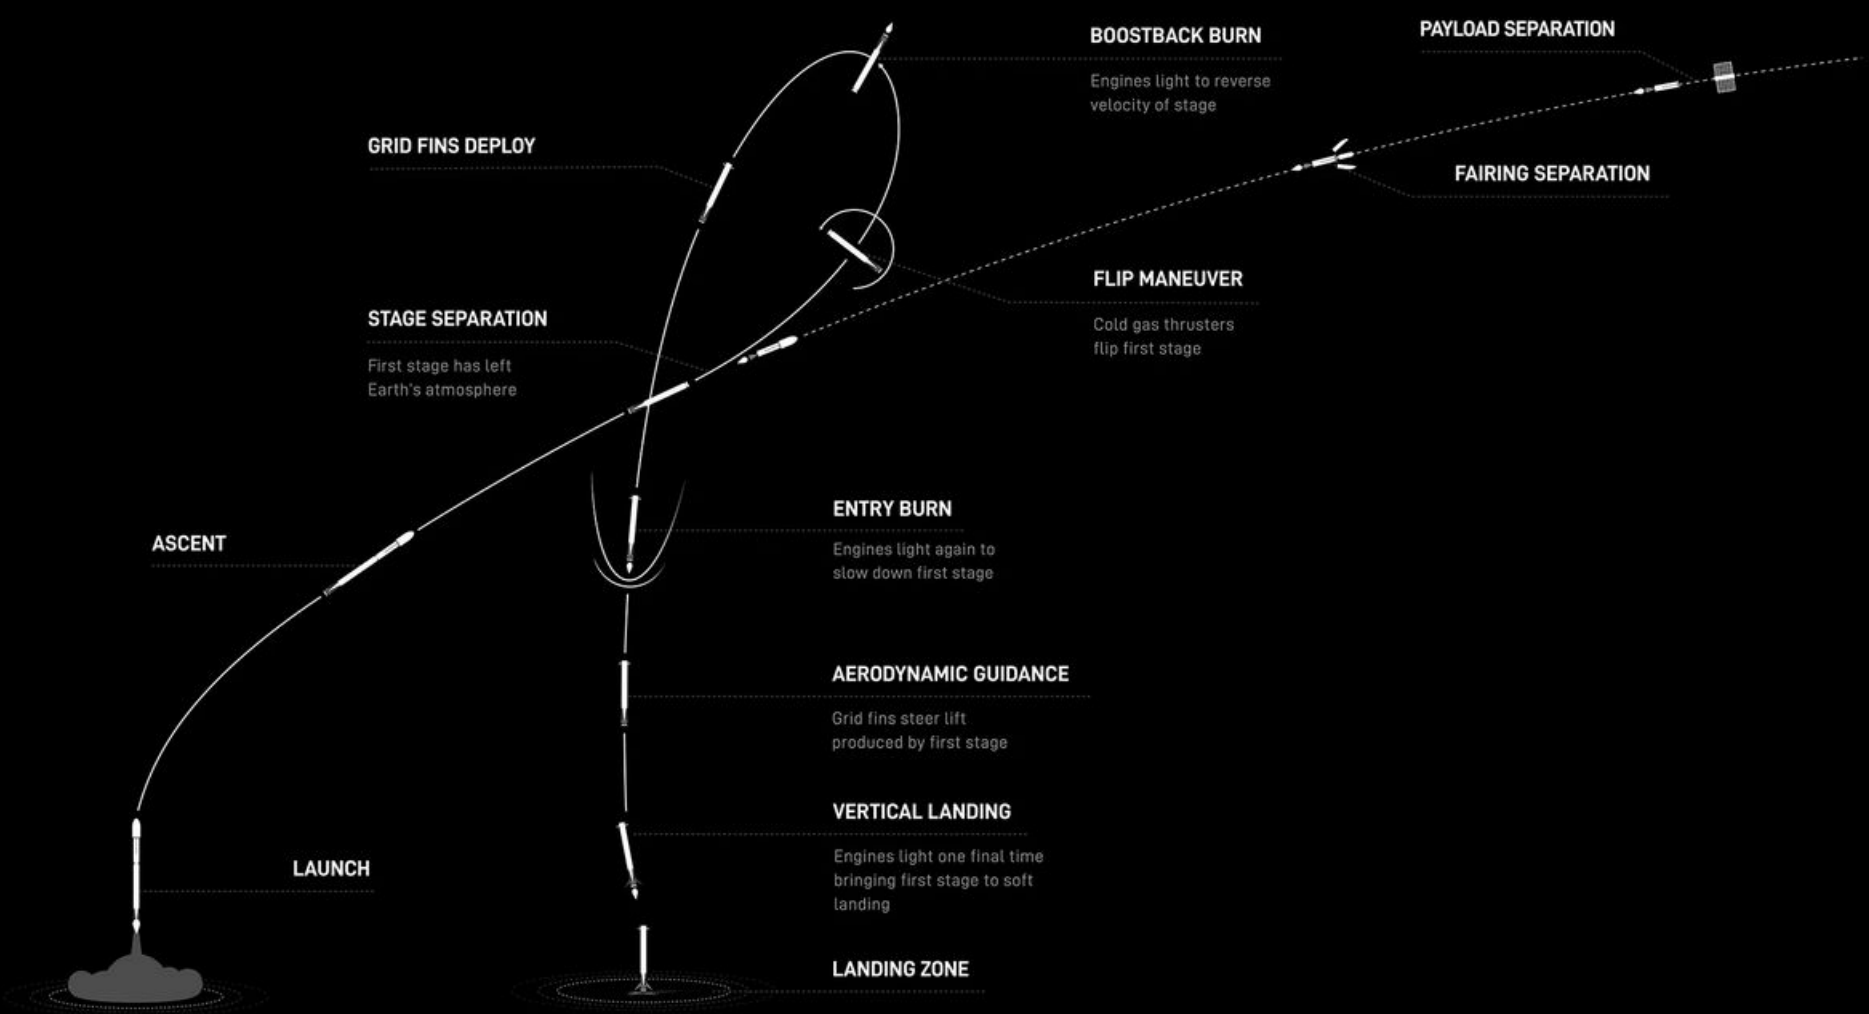 BOOSTBACK BURN
Engines light to reverse
velocity of stage
PAYLOAD SEPARATION
GRID FINS DEPLOY
FAIRING SEPARATION
FLIP MANEUVER
Cold gas thrusters
flip first stage
STAGE SEPARATION
First stage has left
Earth's atmosphere
ASCENT
ENTRY BURN
Engines light again to
slow down first stage
AERODYNAMIC GUIDANCE
Grid fins steer lift
produced by first stage
VERTICAL LANDING
Engines light one final time
bringing first stage to soft
landing
LAUNCH
LANDING ZONE